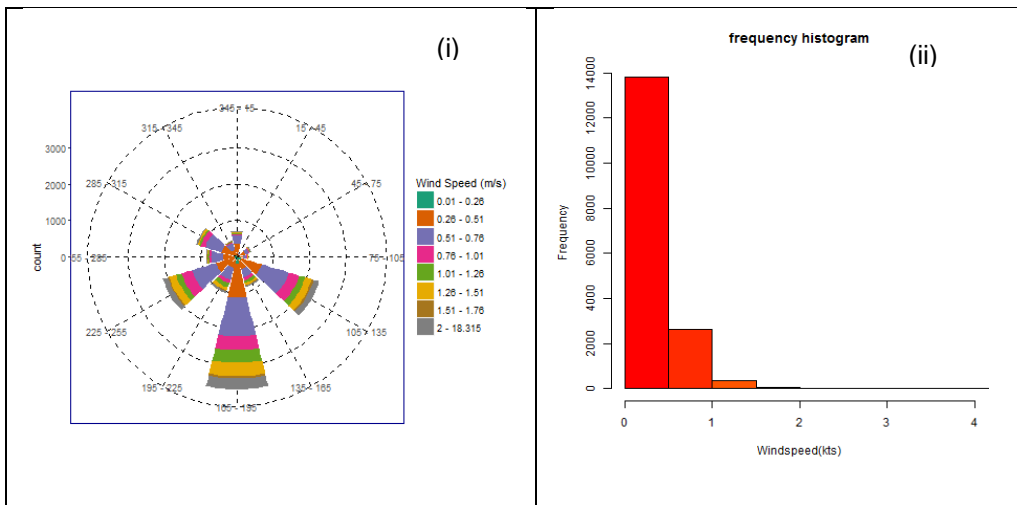 (i)
345 - 15
315 - 345
15 - 45
3000
285 - 315
45 - 75
2000
1000
0
255 - 285
75 - 105
225 - 255
105 - 135
195 - 225
135 - 165
165 - 195
count
Wind Speed (m/s)
0.01 - 0.26
0.26 - 0.51
0.51 - 0.76
0.76 - 1.01
1.01 - 1.26
1.26 - 1.51
1.51 - 1.76
2 - 18.315
frequency histogram
(ii)
Frequency
14000
12000
10000
8000
6000
4000
2000
0
0
1
2
3
4
Windspeed(kts)